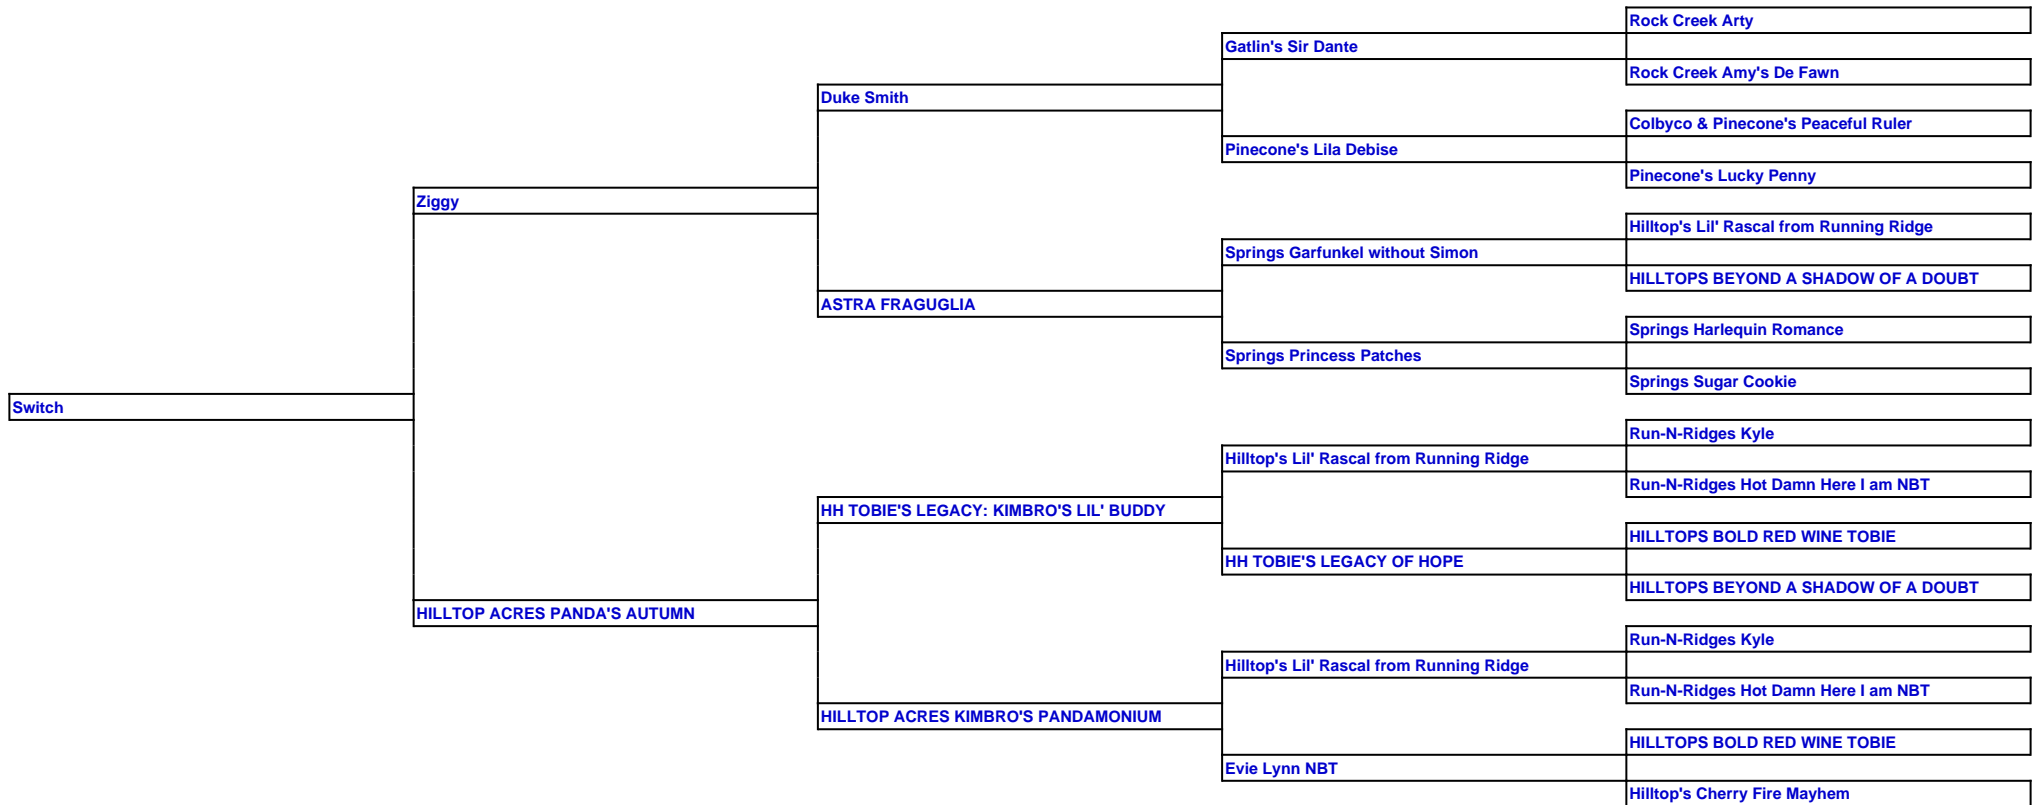 Rock Creek Arty
Gatlin's Sir Dante
Rock Creek Amy's De Fawn
Duke Smith
Colbyco & Pinecone's Peaceful Ruler
Pinecone's Lila Debise
Pinecone's Lucky Penny
Ziggy
Hilltop's Lil' Rascal from Running Ridge
Springs Garfunkel without Simon
HILLTOPS BEYOND A SHADOW OF A DOUBT
ASTRA FRAGUGLIA
Springs Harlequin Romance
Springs Princess Patches
Springs Sugar Cookie
Switch
Run-N-Ridges Kyle
Hilltop's Lil' Rascal from Running Ridge
Run-N-Ridges Hot Damn Here I am NBT
HH TOBIE'S LEGACY: KIMBRO'S LIL' BUDDY
HILLTOPS BOLD RED WINE TOBIE
HH TOBIE'S LEGACY OF HOPE
HILLTOPS BEYOND A SHADOW OF A DOUBT
HILLTOP ACRES PANDA'S AUTUMN
Run-N-Ridges Kyle
Hilltop's Lil' Rascal from Running Ridge
Run-N-Ridges Hot Damn Here I am NBT
HILLTOP ACRES KIMBRO'S PANDAMONIUM
HILLTOPS BOLD RED WINE TOBIE
Evie Lynn NBT
Hilltop's Cherry Fire Mayhem